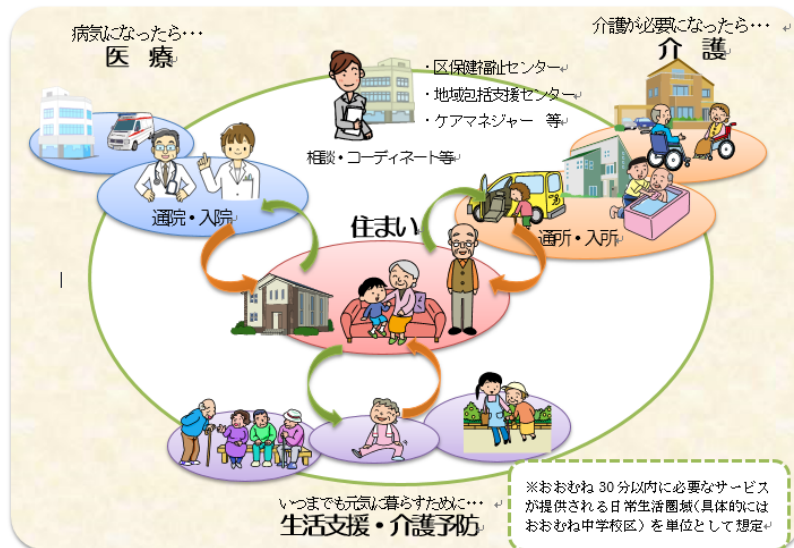 病気になったら…
医 療
介護が必要になったら…
介 護
・区保健福祉センター
・地域包括支援センター
・ケアマネジャー 等
相談・コーディネート等
通院・入院
住まい
通所・入所
いつまでも元気に暮らすために…
生活支援・介護予防
※おおむね 30 分以内に必要なサービス
が提供される日常生活圏域(具体的には
おおむね中学校区)を単位として想定